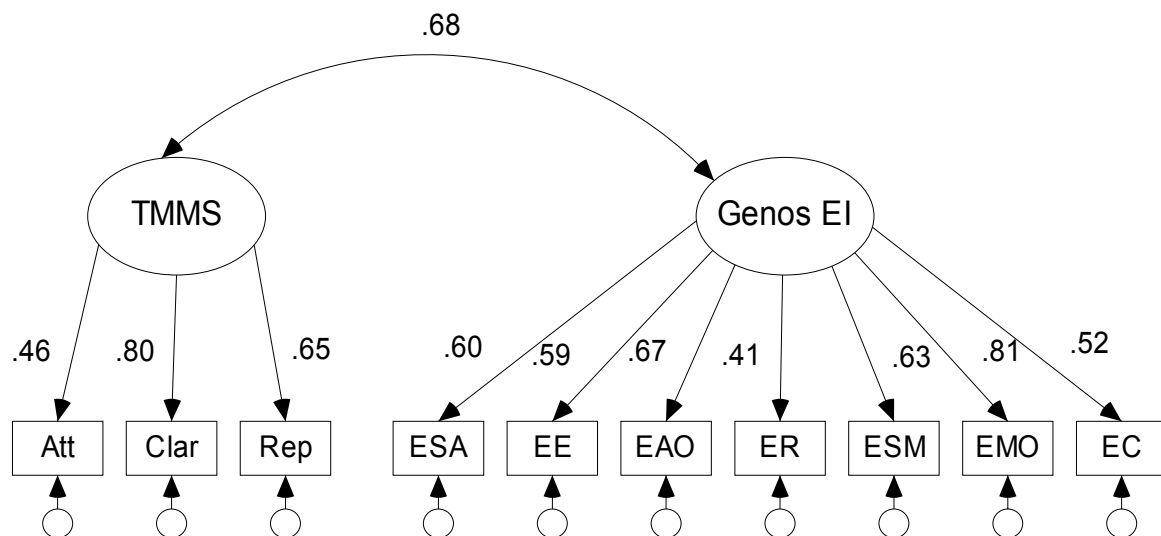 .68
TMMS
Genos EI
.46
.80
.65
.60
.59
.67
.41
.63
.81
.52
Att
Clar
Rep
ESA
EE
EAO
ER
ESM
EMO
EC